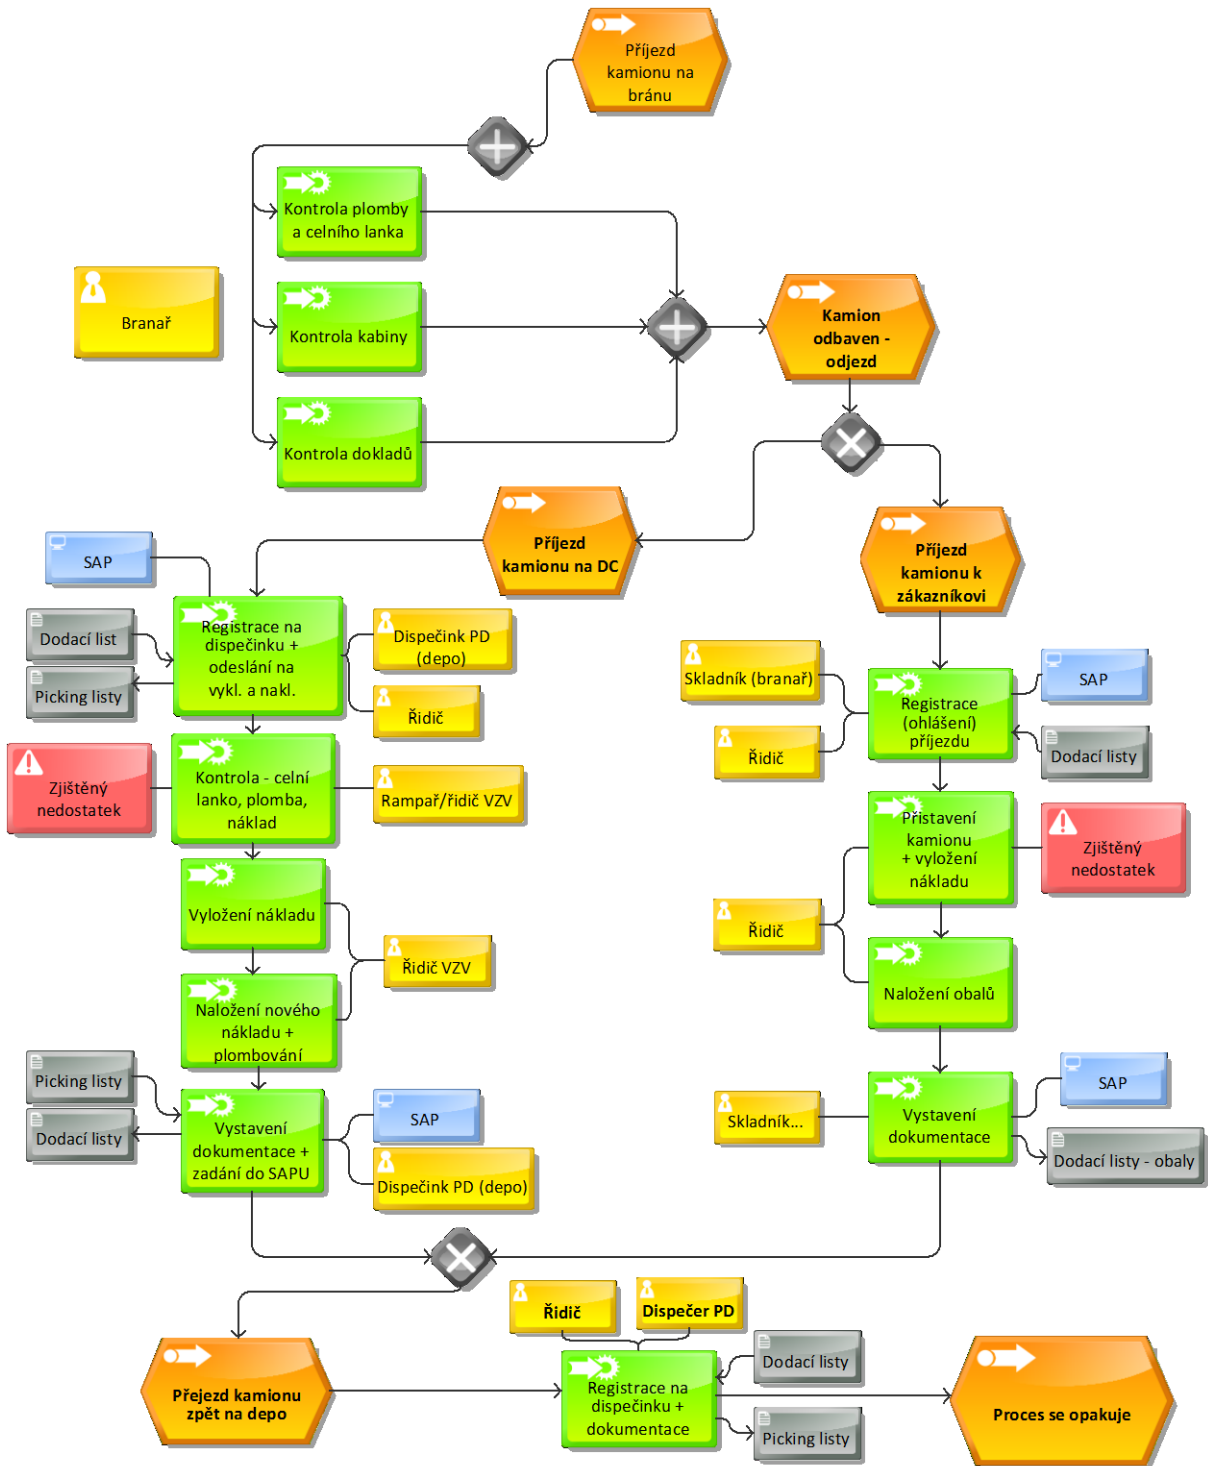 Příjezd
kamionu na
bránu
Kontrola plomby
a celního lanka
Branař
Kontrola kabiny
Kamion
odbaven -
odjezd
Kontrola dokladů
Příjezd
kamionu na DC
Příjezd
kamionu k
zákazníkovi
SAP
Dodací list
Picking listy
Registrace na
dispečinku +
odeslání na
vykl. a nakl.
Dispečink PD
(depo)
Řidič
Skladník (branař)
Řidič
Registrace
(ohlášení)
příjezdu
SAP
Dodací listy
Zjištěný
nedostatek
Kontrola - celní
lanko, plomba,
náklad
Rampař/řidič VZV
Přistavení
kamionu
+ vyložení
nákladu
Zjištěný
nedostatek
Vyložení nákladu
Řidič VZV
Řidič
Naložení nového
nákladu +
plombování
Naložení obalů
Picking listy
Dodací listy
Vystavení
dokumentace +
zadání do SAPU
SAP
Dispečink PD (depo)
Skladník...
Vystavení
dokumentace
SAP
Dodací listy - obaly
Řidič
Dispečer PD
Přejezd kamionu
zpět na depo
Registrace na
dispečinku +
dokumentace
Dodací listy
Picking listy
Proces se opakuje